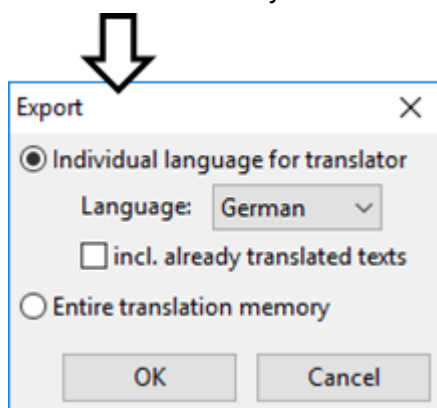 Export
Individual language for translator
Language: German
incl. already translated texts
Entire translation memory
OK Cancel